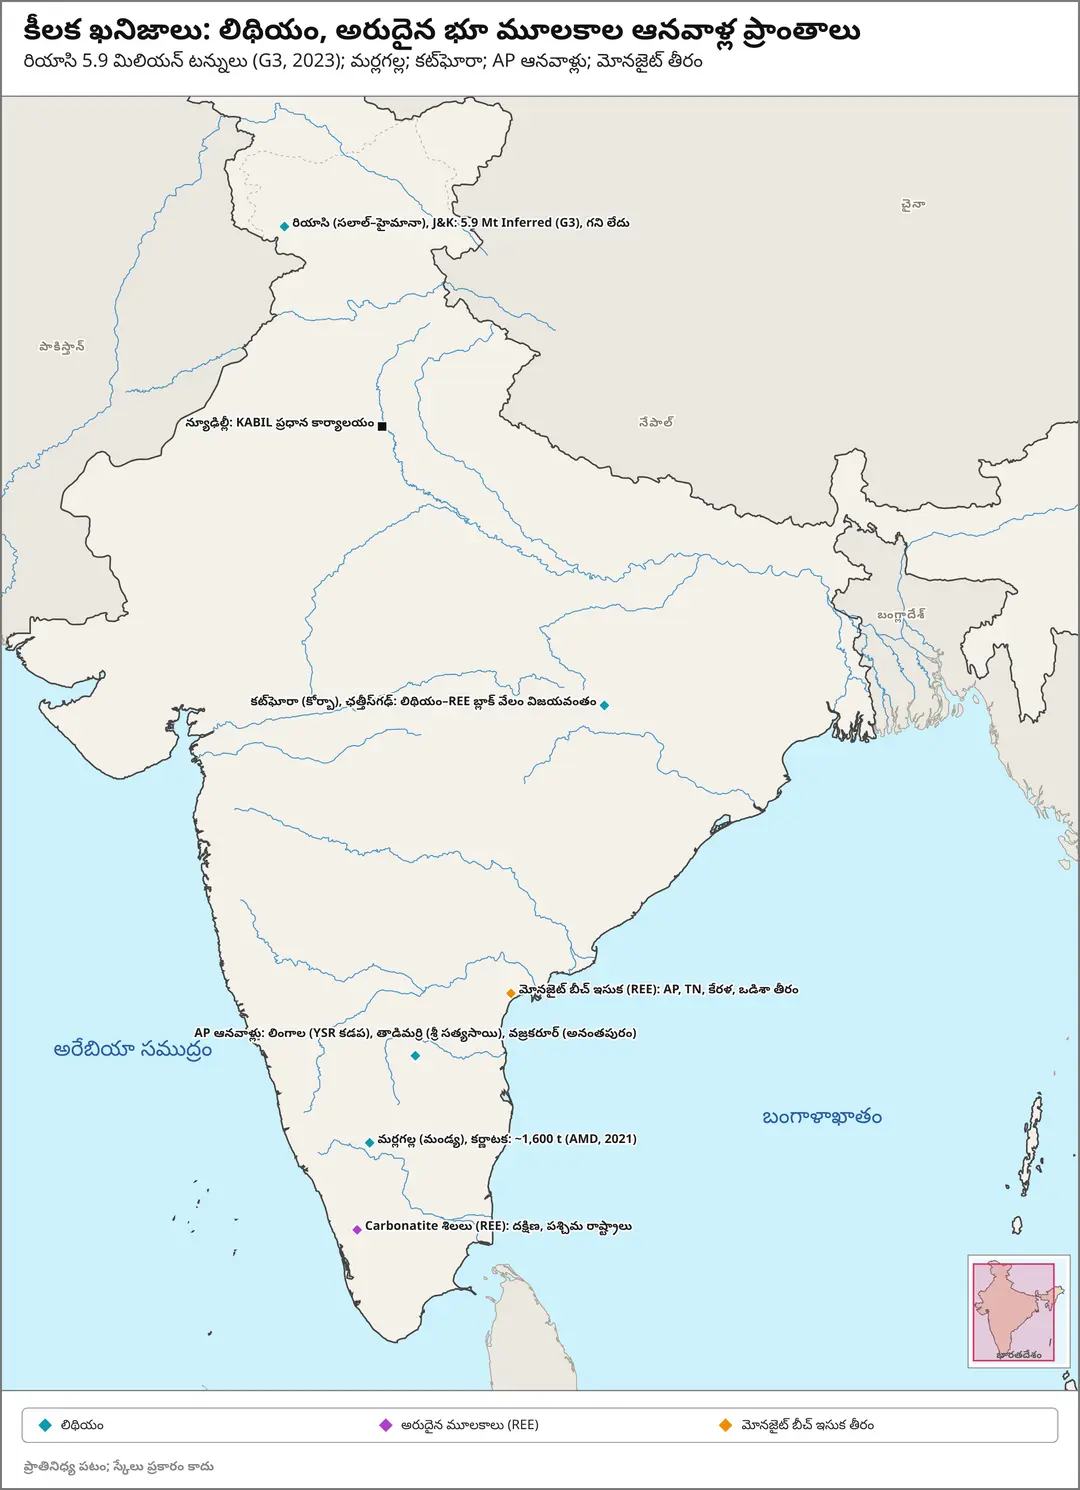 కీలక ఖనిజాలు: లిథియం, అరుదైన భూ మూలకాల ఆనవాళ్ల ప్రాంతాలు
రియాసి 5.9 మిలియన్ టన్నులు (G3, 2023); మర్లగల్ల; కట్‌ఘోరా; AP ఆనవాళ్లు; మోనజైట్ తీరం
చైనా
రియాసి (సలాల్–హైమానా), J&K: 5.9 Mt Inferred (G3), గని లేదు
పాకిస్తాన్
నేపాల్
న్యూఢిల్లీ: KABIL ప్రధాన కార్యాలయం
బంగ్లాదేశ్
కట్‌ఘోరా (కోర్బా), ఛత్తీస్‌గఢ్: లిథియం–REE బ్లాక్ వేలం విజయవంతం
మోనజైట్ బీచ్ ఇసుక (REE): AP, TN, కేరళ, ఒడిశా తీరం
AP ఆనవాళ్లు: లింగాల (YSR కడప), తాడిమర్రి (శ్రీ సత్యసాయి), వజ్రకరూర్ (అనంతపురం)
అరేబియా సముద్రం
బంగాళాఖాతం
మర్లగల్ల (మండ్య), కర్ణాటక: ~1,600 t (AMD, 2021)
Carbonatite శిలలు (REE): దక్షిణ, పశ్చిమ రాష్ట్రాలు
భారతదేశం
లిథియం
అరుదైన మూలకాలు (REE)
మోనజైట్ బీచ్ ఇసుక తీరం
ప్రాతినిధ్య పటం; స్కేలు ప్రకారం కాదు